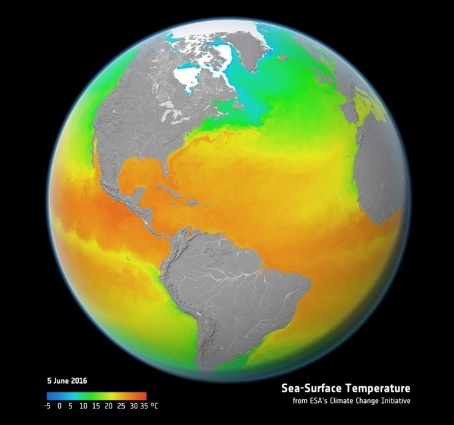 5 June 2016
-5 0 5 10 15 20 25 30 35 ºC
Sea-Surface Temperature
from ESA's Climate Change Initiative